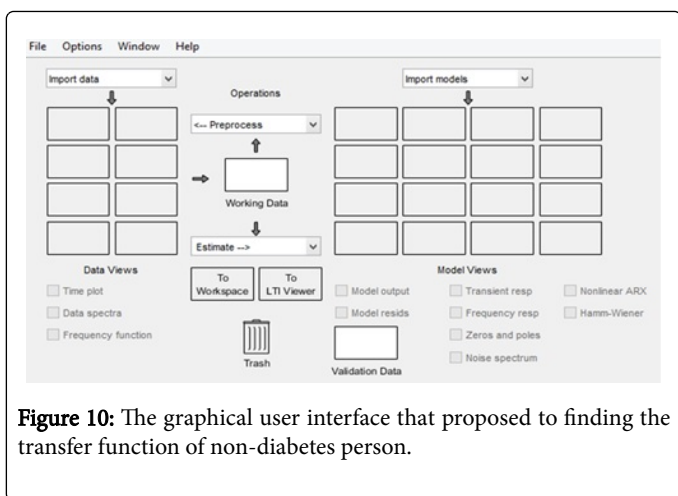 File Options Window Help
Import data
Import models
Operations
<-- Preprocess
Working Data
Estimate -->
Data Views
Time plot
Data spectra
Frequency function
To Workspace
To LTI Viewer
Trash
Model Views
Model output
Transient resp
Nonlinear ARX
Model resids
Frequency resp
Hamm-Wiener
Zeros and poles
Noise spectrum
Validation Data
Figure 10: The graphical user interface that proposed to finding the
transfer function of non-diabetes person.